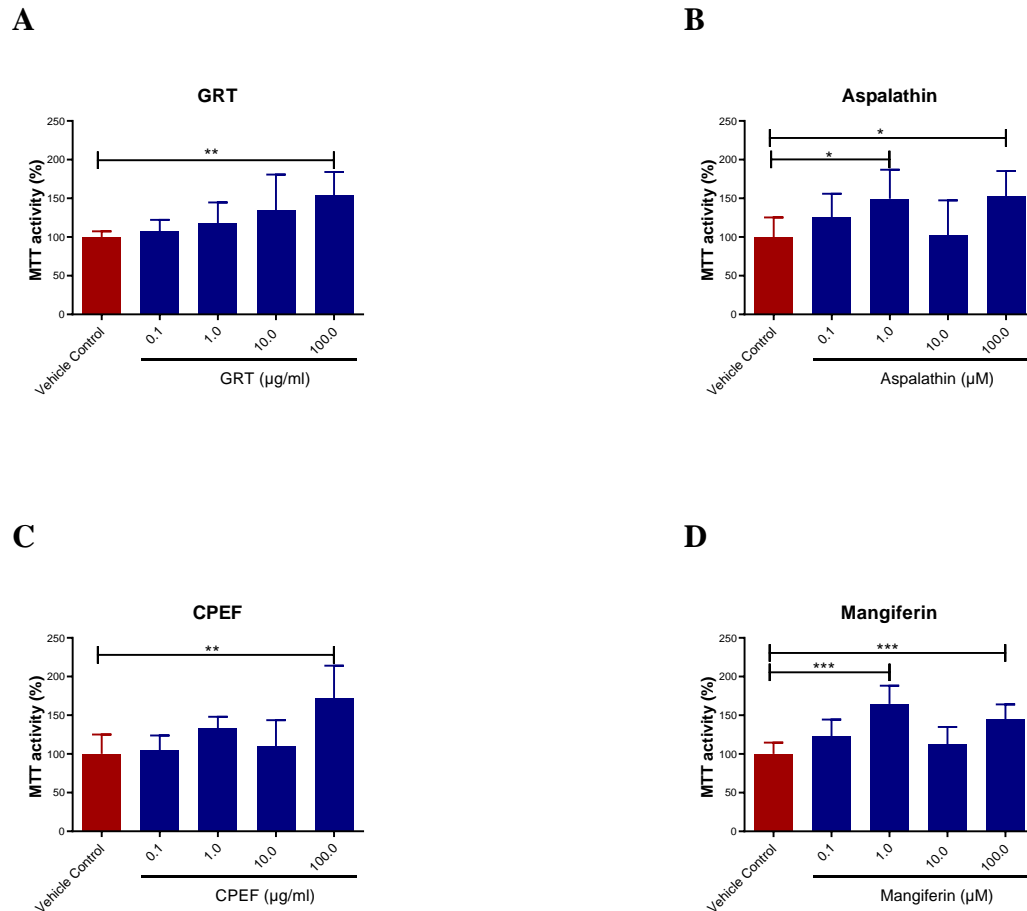 A
GRT
MTT activity (%)
250
200
150
100
50
0
**
Vehicle Control
0.1
1.0
10.0
100.0
GRT (µg/ml)
B
Aspalathin
MTT activity (%)
250
200
150
100
50
0
*
*
Vehicle Control
0.1
1.0
10.0
100.0
Aspalathin (µM)
C
CPEF
MTT activity (%)
250
200
150
100
50
0
**
Vehicle Control
0.1
1.0
10.0
100.0
CPEF (µg/ml)
D
Mangiferin
MTT activity (%)
250
200
150
100
50
0
***
***
Vehicle Control
0.1
1.0
10.0
100.0
Mangiferin (µM)